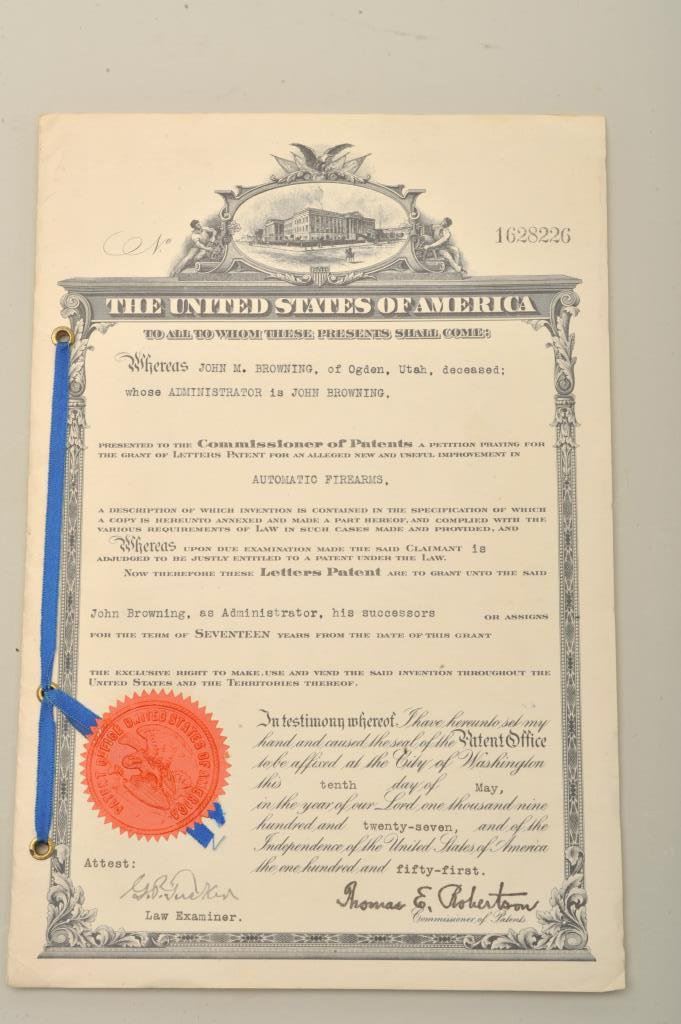 No.
1628226
THE UNITED STATES OF AMERICA
TO ALL TO WHOM THESE PRESENTS SHALL COME:
Whereas JOHN M. BROWNING, of Ogden, Utah, deceased;
whose ADMINISTRATOR is JOHN BROWNING,
PRESENTED TO THE Commissioner of Patents A PETITION PRAYING FOR
THE GRANT OF LETTERS PATENT FOR AN ALLEGED NEW AND USEFUL IMPROVEMENT IN
AUTOMATIC FIREARMS,
A DESCRIPTION OF WHICH INVENTION IS CONTAINED IN THE SPECIFICATION OF WHICH
A COPY IS HEREUNTO ANNEXED AND MADE A PART HEREOF, AND COMPLIED WITH THE
VARIOUS REQUIREMENTS OF LAW IN SUCH CASES MADE AND PROVIDED, AND
Whereas UPON DUE EXAMINATION MADE THE SAID CLAIMANT is
ADJUDGED TO BE JUSTLY ENTITLED TO A PATENT UNDER THE LAW.
NOW THEREFORE THESE Letters Patent ARE TO GRANT UNTO THE SAID
John Browning, as Administrator, his successors OR ASSIGNS
FOR THE TERM OF SEVENTEEN YEARS FROM THE DATE OF THIS GRANT
THE EXCLUSIVE RIGHT TO MAKE, USE AND VEND THE SAID INVENTION THROUGHOUT THE
UNITED STATES AND THE TERRITORIES THEREOF.
In testimony whereof I have hereunto set my
hand and caused the seal of the Patent Office
to be affixed at the City of Washington
this tenth day of May,
in the year of our Lord one thousand nine
hundred and twenty-seven, and of the
Independence of the United States of America
the one hundred and fifty-first.
PATENT OFFICE UNITED STATES OF AMERICA
Attest:
Law Examiner.
Thomas E. Robertson
Commissioner of Patents